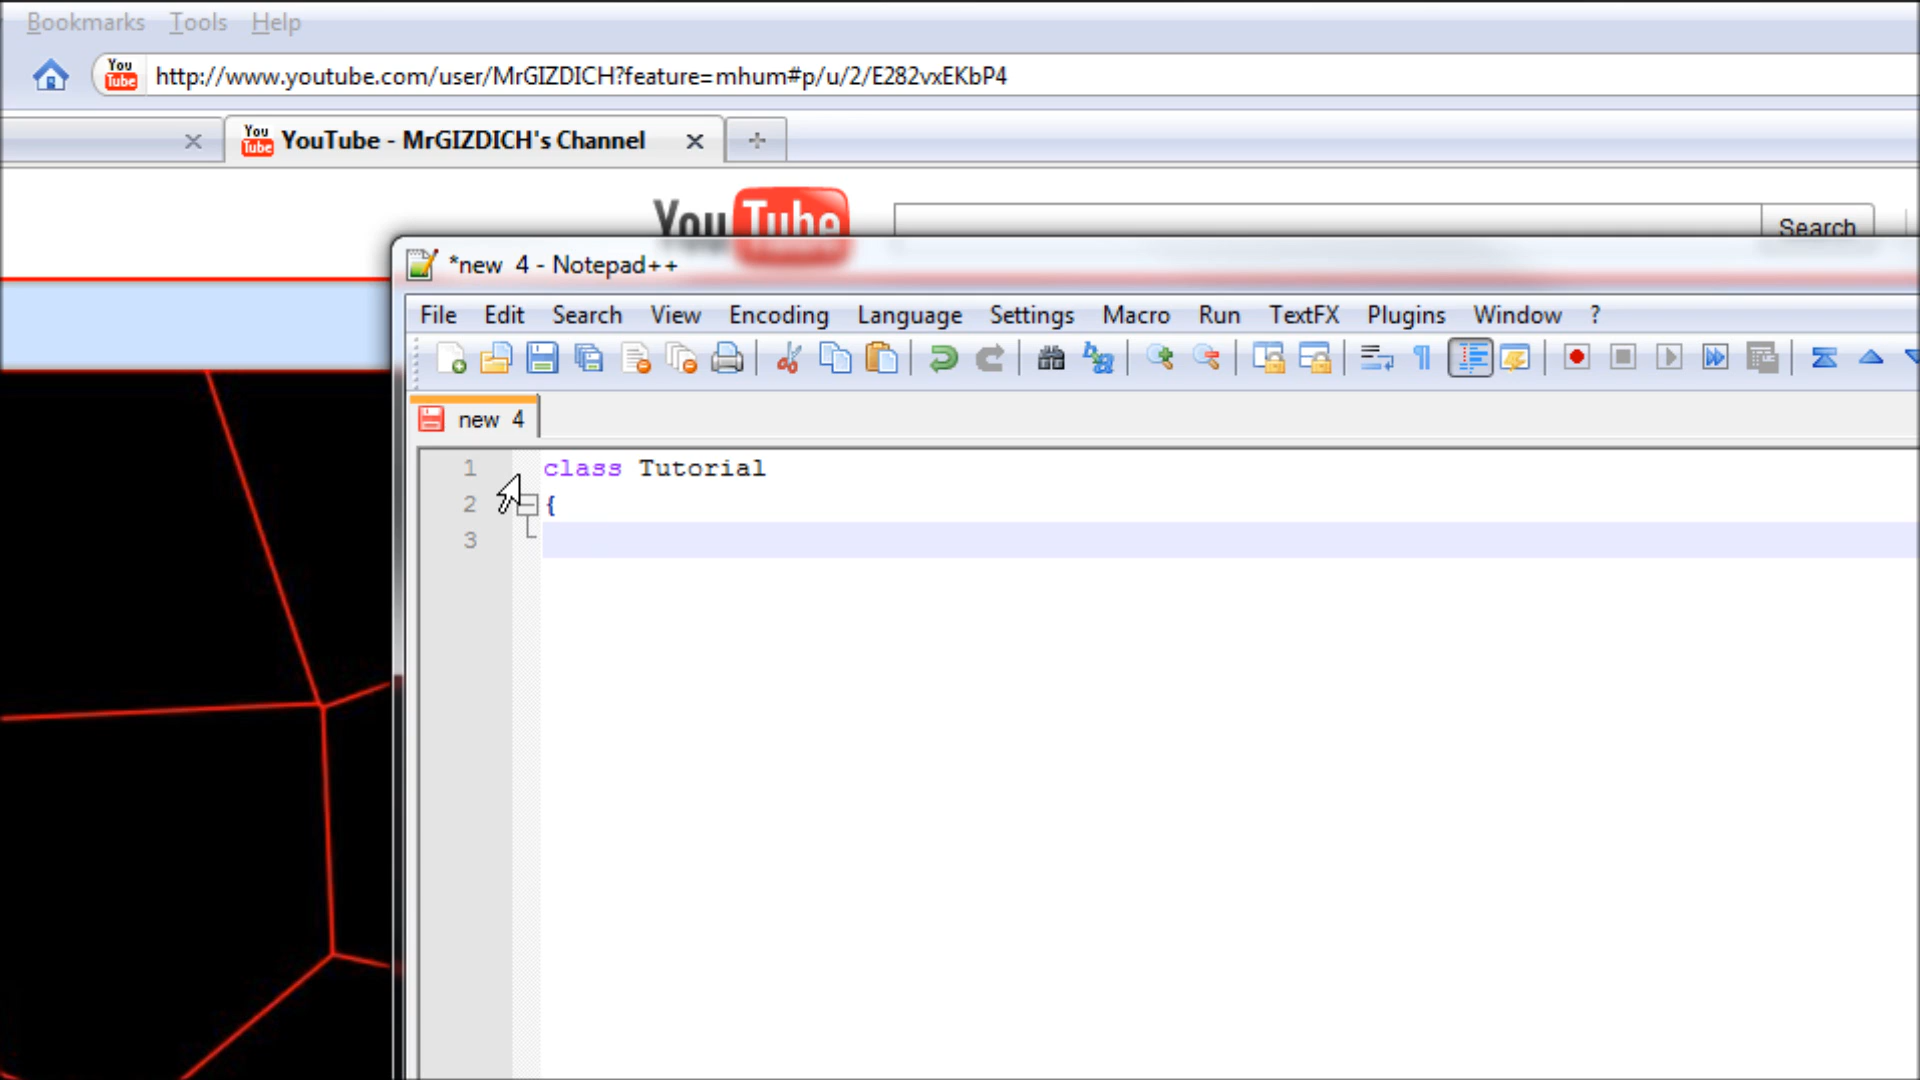 Bookmarks Tools Help
You Tube http://www.youtube.com/user/MrGIZDICH?feature=mhum#p/u/2/E282vxEKbP4
You Tube YouTube - MrGIZDICH's Channel
You Tube Search
*new 4 - Notepad++
File Edit Search View Encoding Language Settings Macro Run TextFX Plugins Window ?
new 4
1 class Tutorial
2 {
3